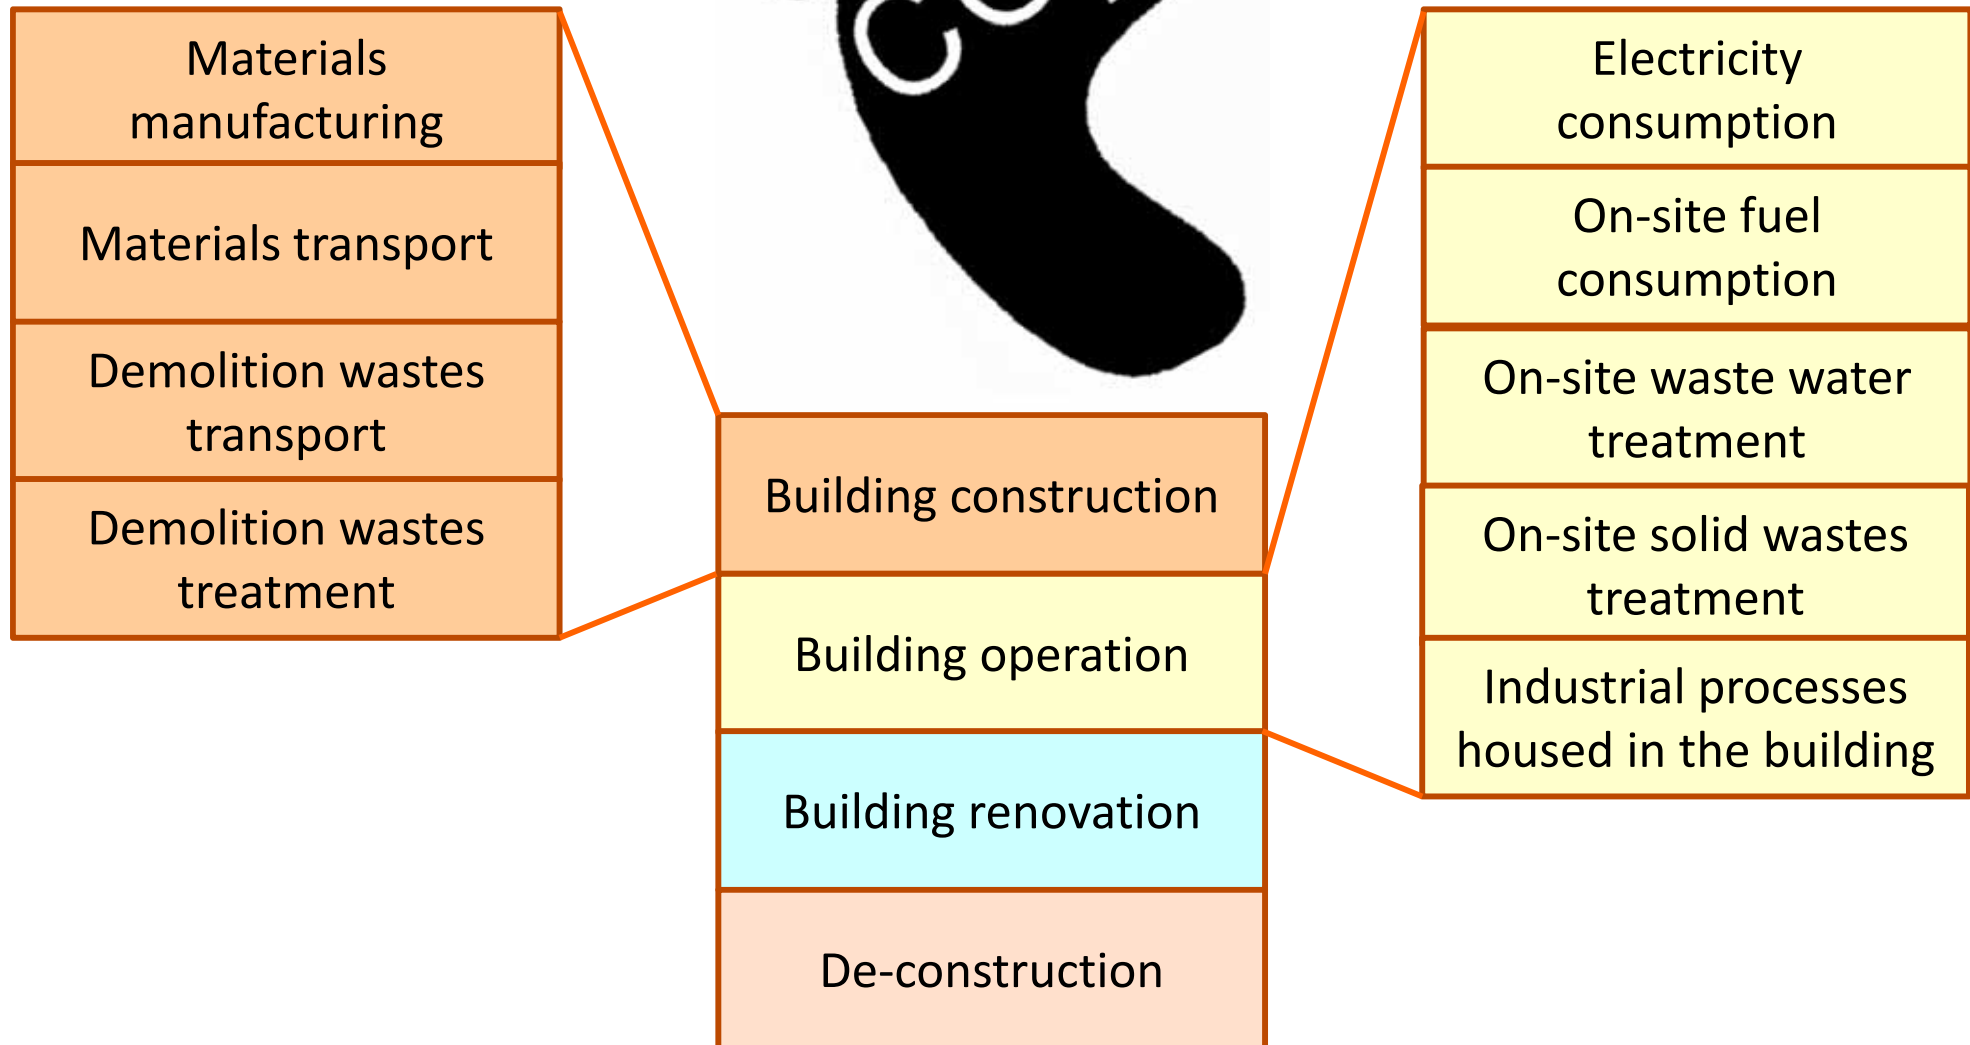 Materials
manufacturing
Materials transport
Demolition wastes
transport
Demolition wastes
treatment
Building construction
Building operation
Building renovation
De-construction
Electricity
consumption
On-site fuel
consumption
On-site waste water
treatment
On-site solid wastes
treatment
Industrial processes
housed in the building